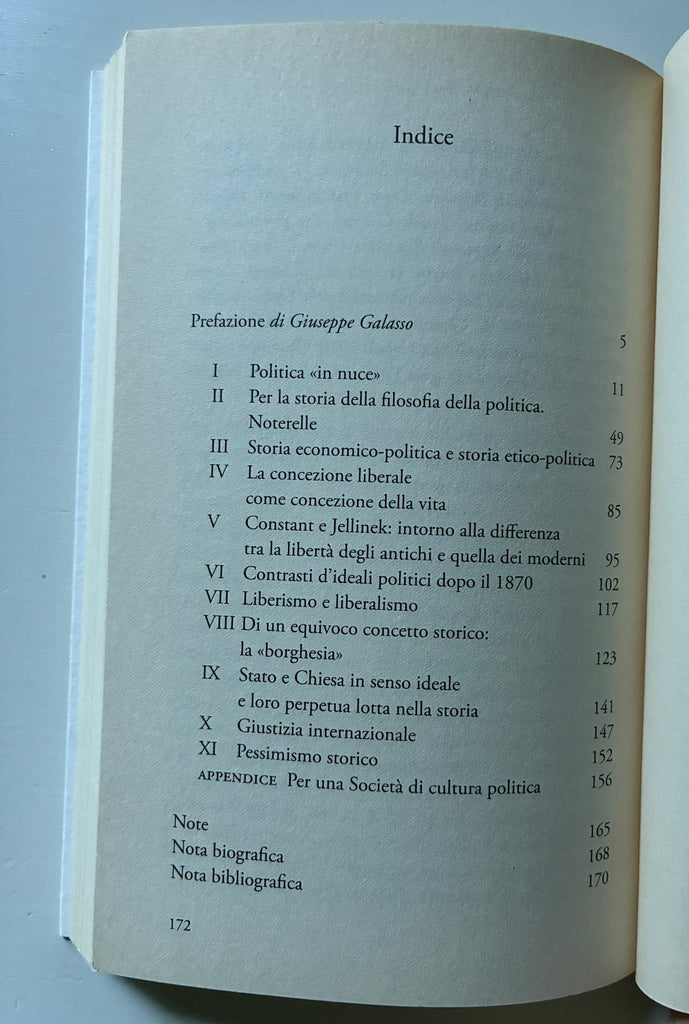 Indice
Prefazione di Giuseppe Galasso 5
I Politica «in nuce» 11
II Per la storia della filosofia della politica.
Noterelle 49
III Storia economico-politica e storia etico-politica 73
IV La concezione liberale
come concezione della vita 85
V Constant e Jellinek: intorno alla differenza
tra la libertà degli antichi e quella dei moderni 95
VI Contrasti d'ideali politici dopo il 1870 102
VII Liberismo e liberalismo 117
VIII Di un equivoco concetto storico:
la «borghesia» 123
IX Stato e Chiesa in senso ideale
e loro perpetua lotta nella storia 141
X Giustizia internazionale 147
XI Pessimismo storico 152
APPENDICE Per una Società di cultura politica 156
Note 165
Nota biografica 168
Nota bibliografica 170
172